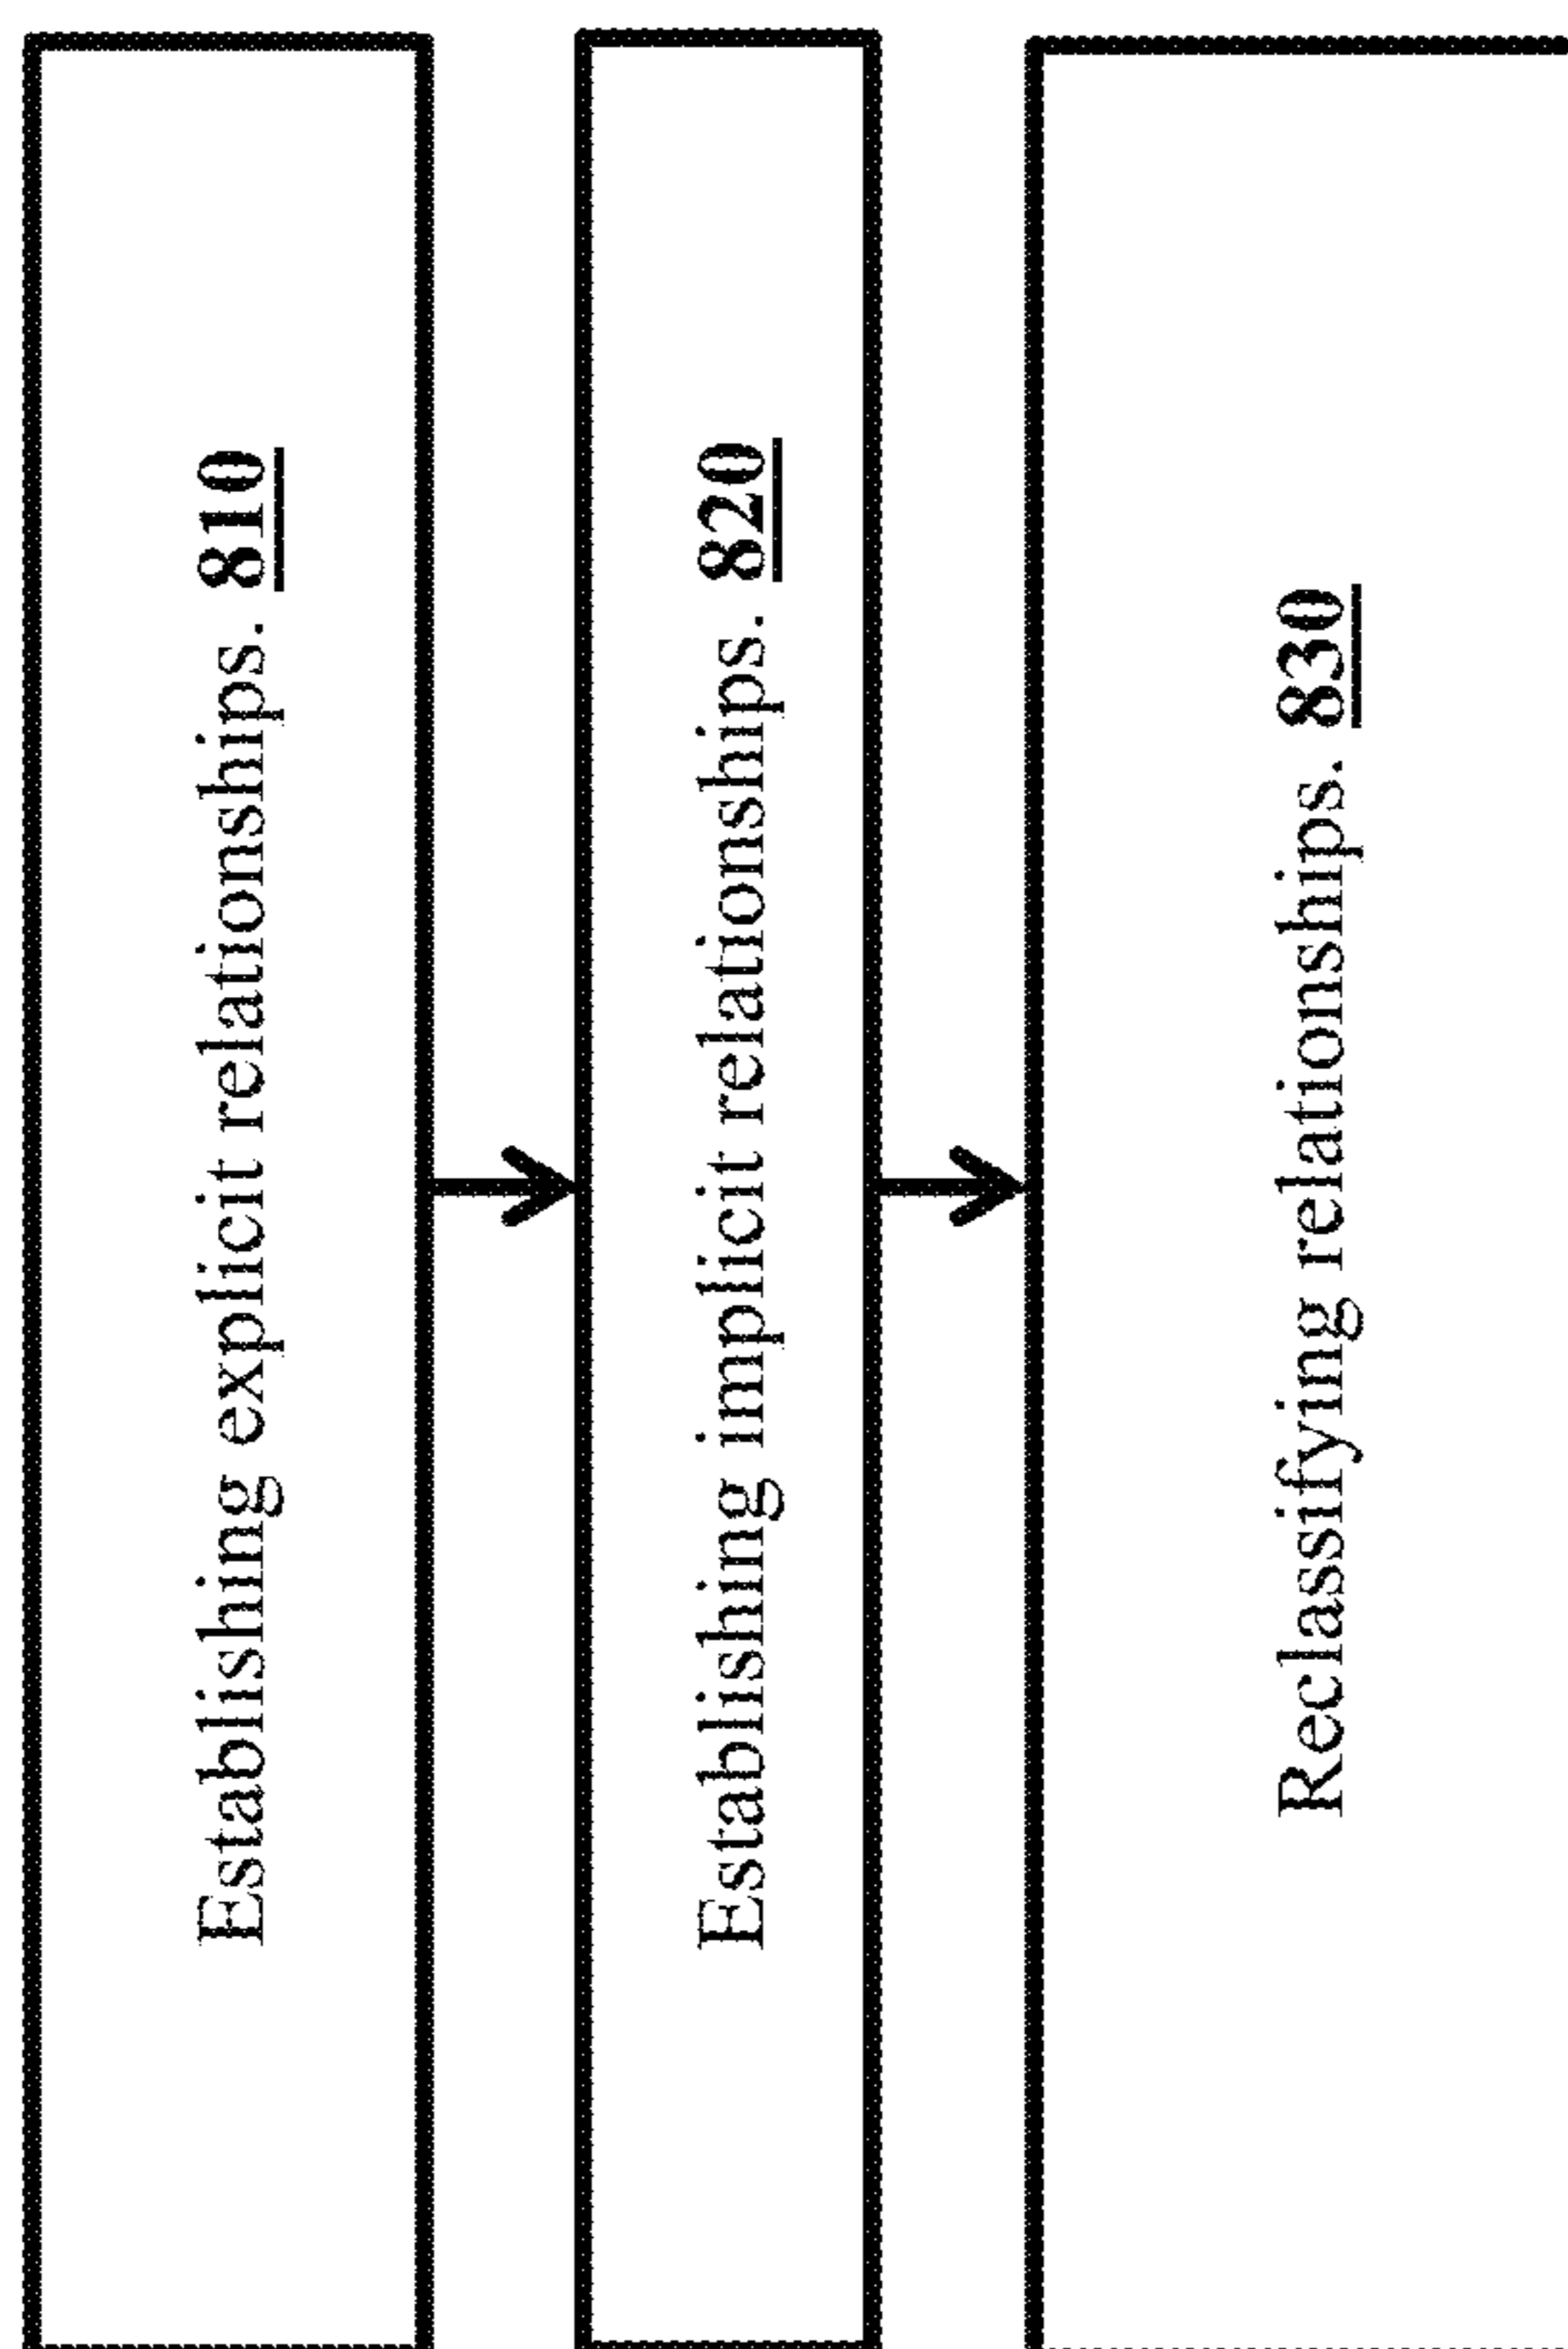 Establishing explicit relationships. 810
Establishing implicit relationships. 820
Reclassifying relationships. 830